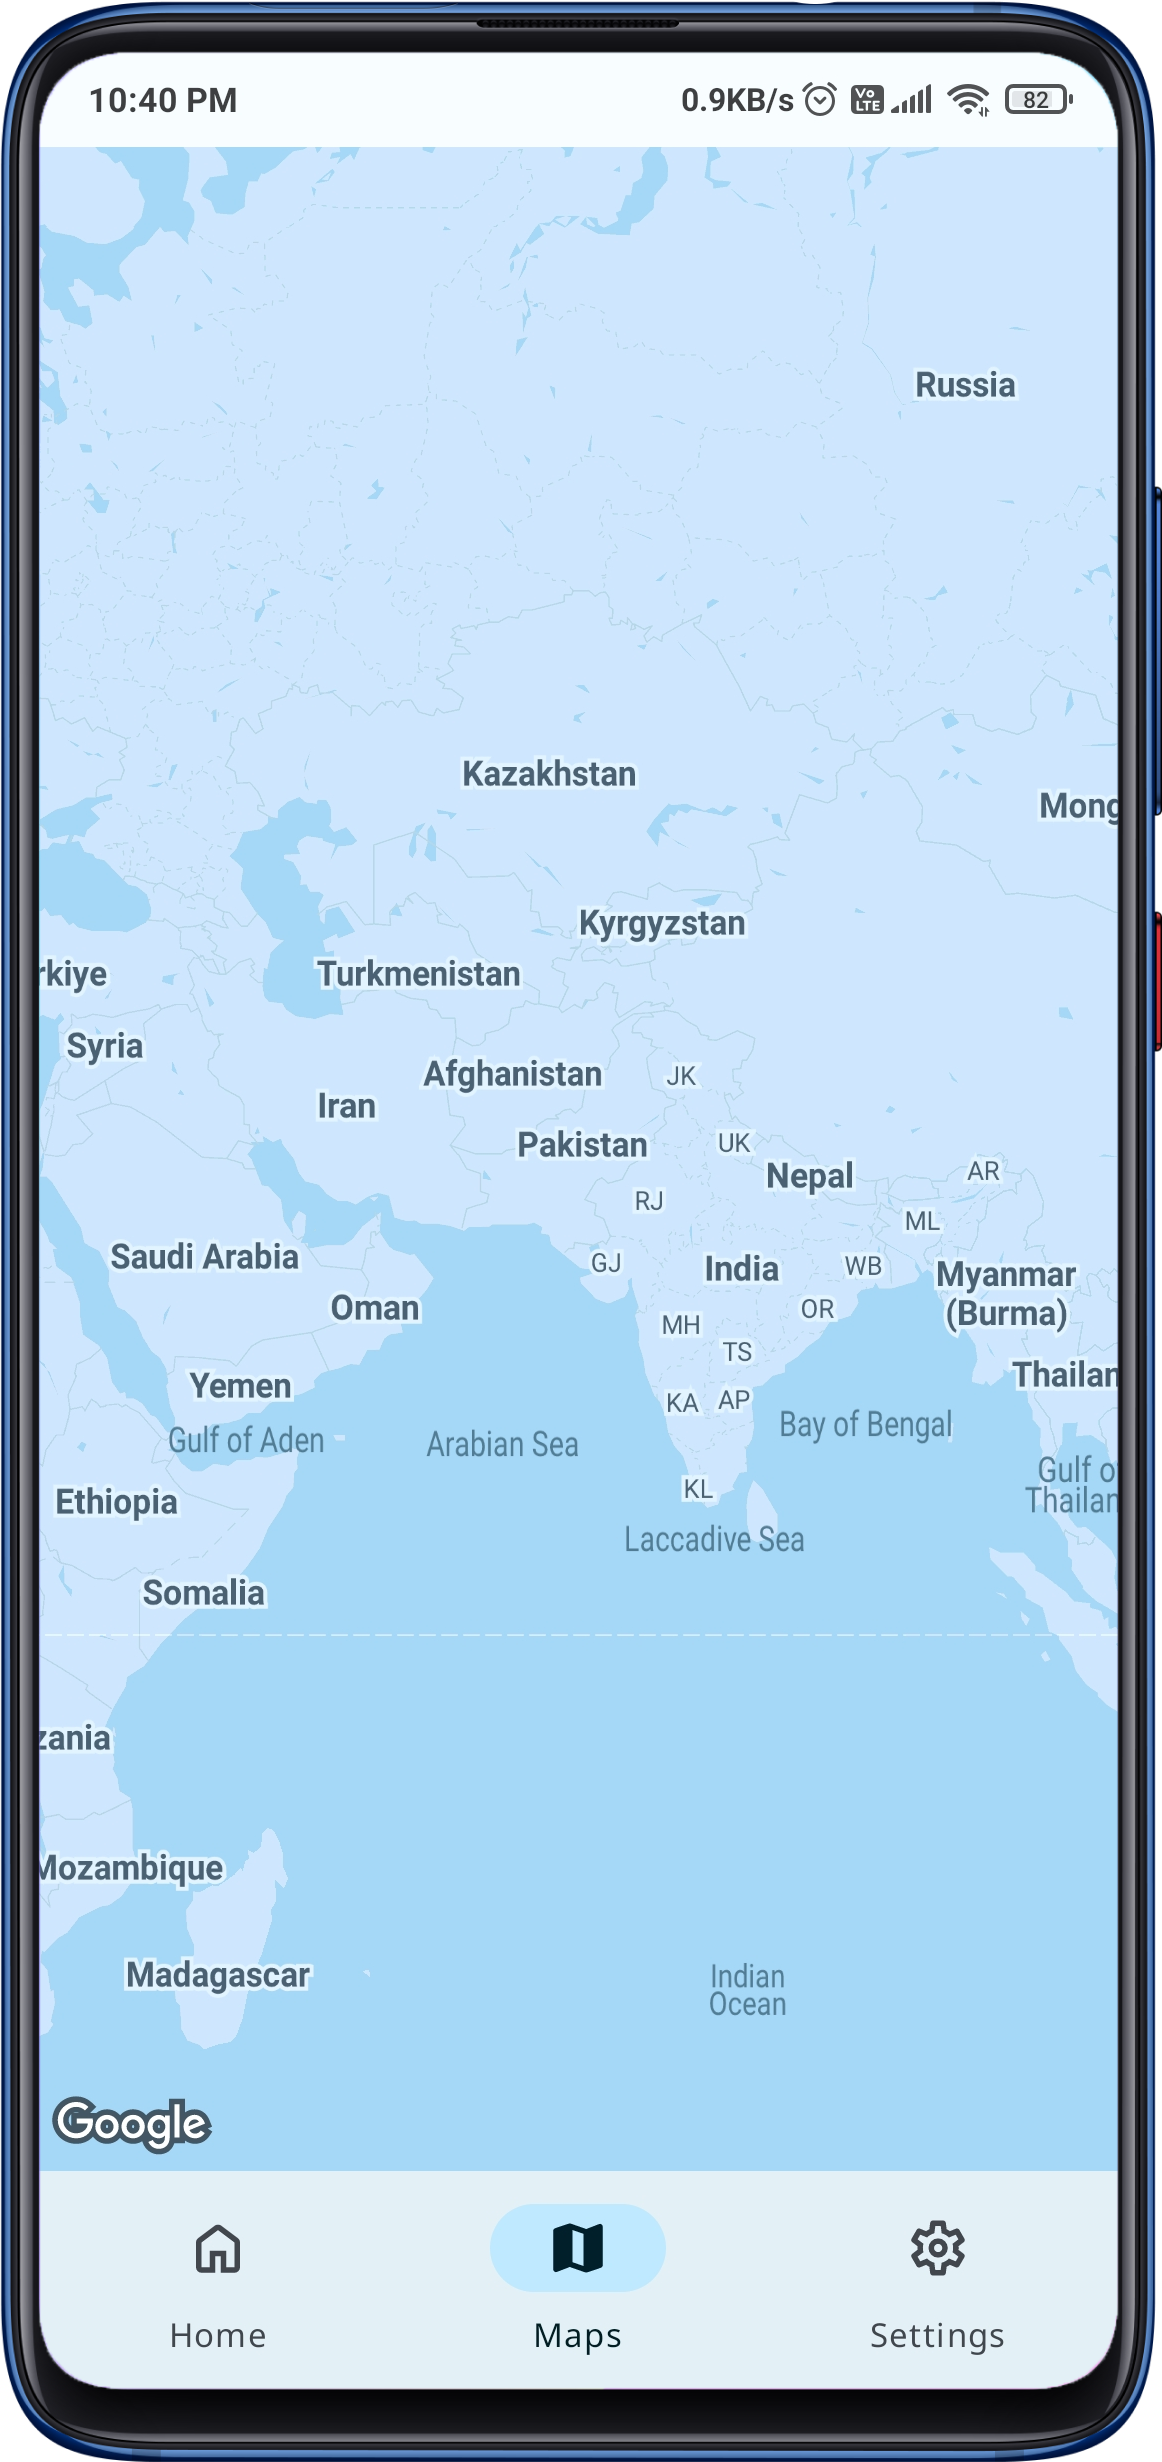 10:40 PM 0.9KB/s Vo LTE 82
Russia
Kazakhstan
Mong
Kyrgyzstan
rkiye
Turkmenistan
Syria
Afghanistan
JK
Iran
Pakistan
UK
Nepal
AR
RJ
ML
Saudi Arabia
GJ
India
WB
Myanmar
(Burma)
Oman
OR
MH
TS
Thailan
Yemen
KA
AP
Gulf of Aden
Arabian Sea
Bay of Bengal
Gulf o
Thailan
KL
Ethiopia
Laccadive Sea
Somalia
zania
Mozambique
Madagascar
Indian
Ocean
Google
Home Maps Settings